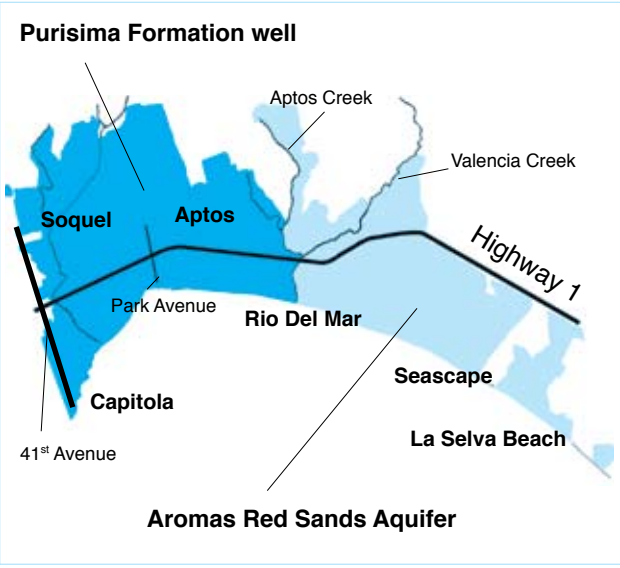 Purisima Formation well
Aptos Creek
Valencia Creek
Soquel
Aptos
Highway 1
Park Avenue
Rio Del Mar
Seascape
Capitola
La Selva Beach
41st Avenue
Aromas Red Sands Aquifer